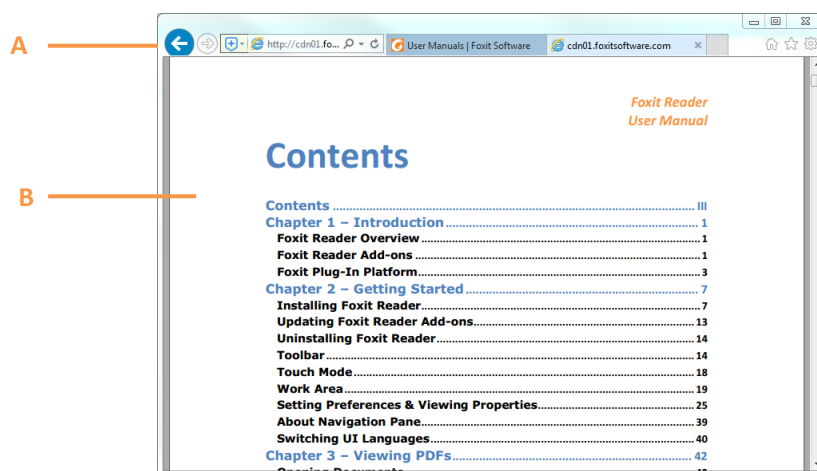 A
http://cdn01.fo...
User Manuals | Foxit Software
cdn01.foxitsoftware.com
Foxit Reader
User Manual
Contents
B
Contents ........ III
Chapter 1 – Introduction ........ 1
Foxit Reader Overview ........ 1
Foxit Reader Add-ons ........ 1
Foxit Plug-In Platform ........ 3
Chapter 2 – Getting Started ........ 7
Installing Foxit Reader ........ 7
Updating Foxit Reader Add-ons ........ 13
Uninstalling Foxit Reader ........ 14
Toolbar ........ 14
Touch Mode ........ 18
Work Area ........ 19
Setting Preferences & Viewing Properties ........ 25
About Navigation Pane ........ 39
Switching UI Languages ........ 40
Chapter 3 – Viewing PDFs ........ 42